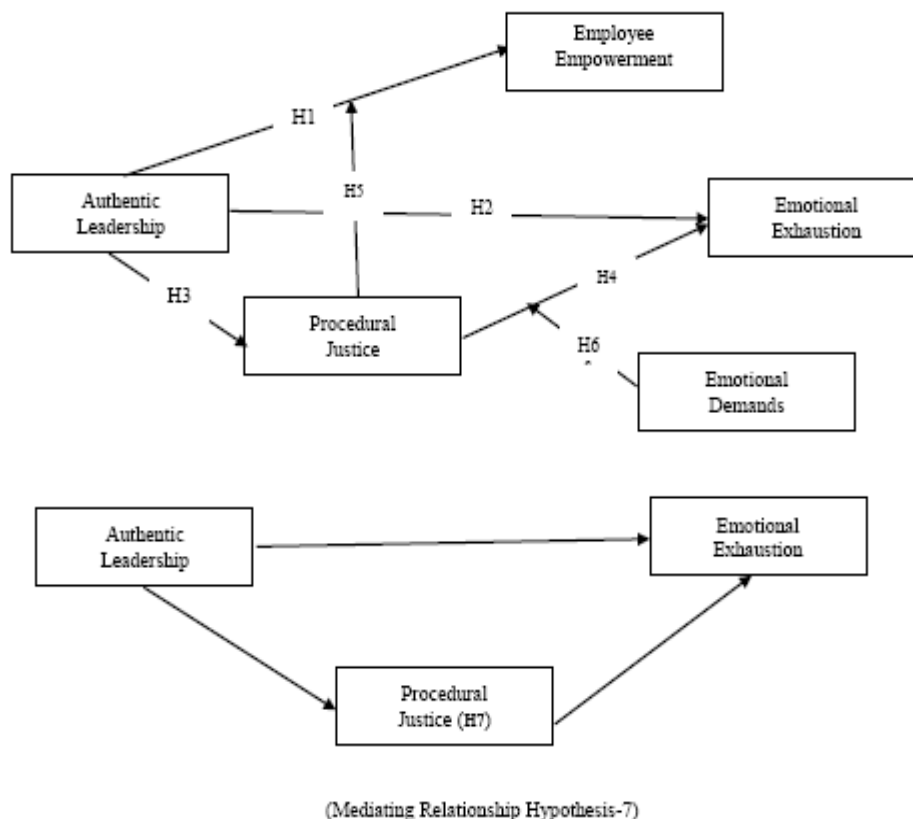 Employee
Empowerment
H1
Authentic
Leadership
H5
H2
Emotional
Exhaustion
H3
H4
Procedural
Justice
H6
Emotional
Demands
Authentic
Leadership
Emotional
Exhaustion
Procedural
Justice (H7)
(Mediating Relationship Hypothesis-7)